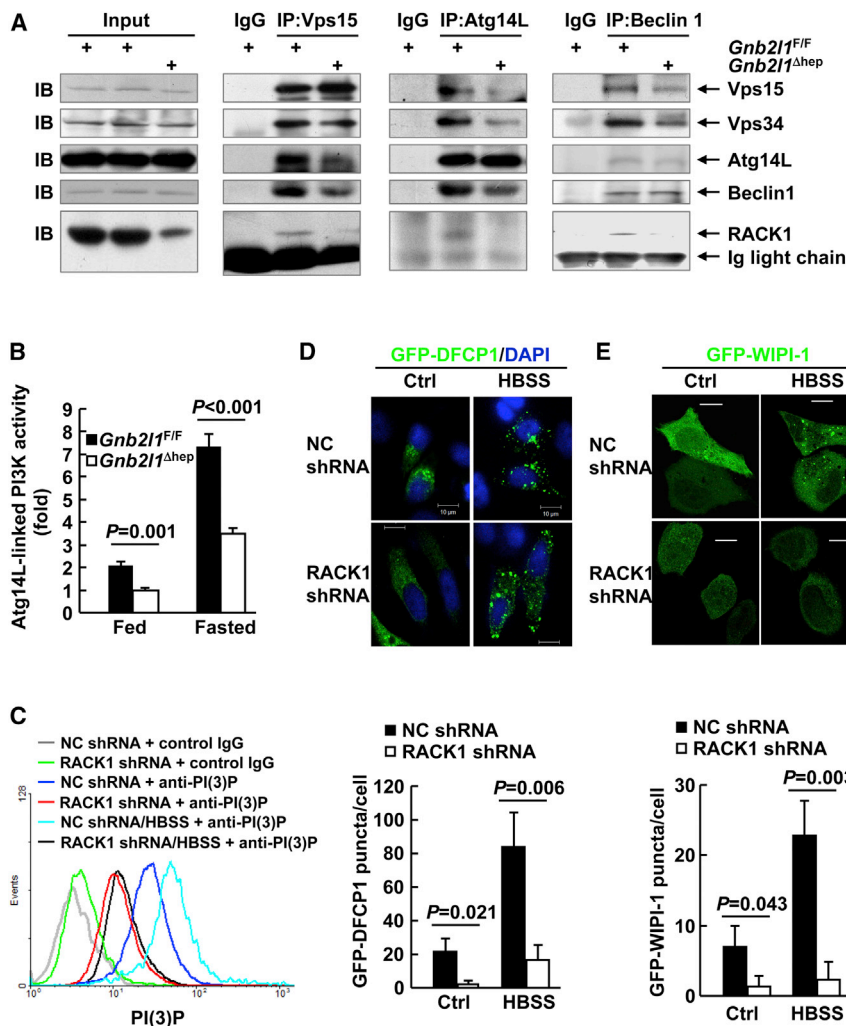 A
Input IgG IP:Vps15 IgG IP:Atg14L IgG IP:Beclin 1
+ + + + + + + + Gnb2l1F/F
+ + + + Gnb2l1Δhep
IB Vps15
IB Vps34
IB Atg14L
IB Beclin1
IB RACK1
Ig light chain
B
Atg14L-linked PI3K activity
(fold)
9
8
7
6
5
4
3
2
1
0
P<0.001
Gnb2l1F/F
Gnb2l1Δhep
P=0.001
Fed Fasted
D
GFP-DFCP1/DAPI
Ctrl HBSS
NC
shRNA
10 μm 10 μm
RACK1
shRNA
E
GFP-WIPI-1
Ctrl HBSS
NC
shRNA
RACK1
shRNA
C
NC shRNA + control IgG
RACK1 shRNA + control IgG
NC shRNA + anti-PI(3)P
RACK1 shRNA + anti-PI(3)P
NC shRNA/HBSS + anti-PI(3)P
RACK1 shRNA/HBSS + anti-PI(3)P
128
Events
0
10⁰ 10¹ 10² 10³
PI(3)P
NC shRNA
RACK1 shRNA
GFP-DFCP1 puncta/cell
120
100
80
60
40
20
0
P=0.006
P=0.021
Ctrl HBSS
NC shRNA
RACK1 shRNA
GFP-WIPI-1 puncta/cell
30
20
10
0
P=0.003
P=0.043
Ctrl HBSS